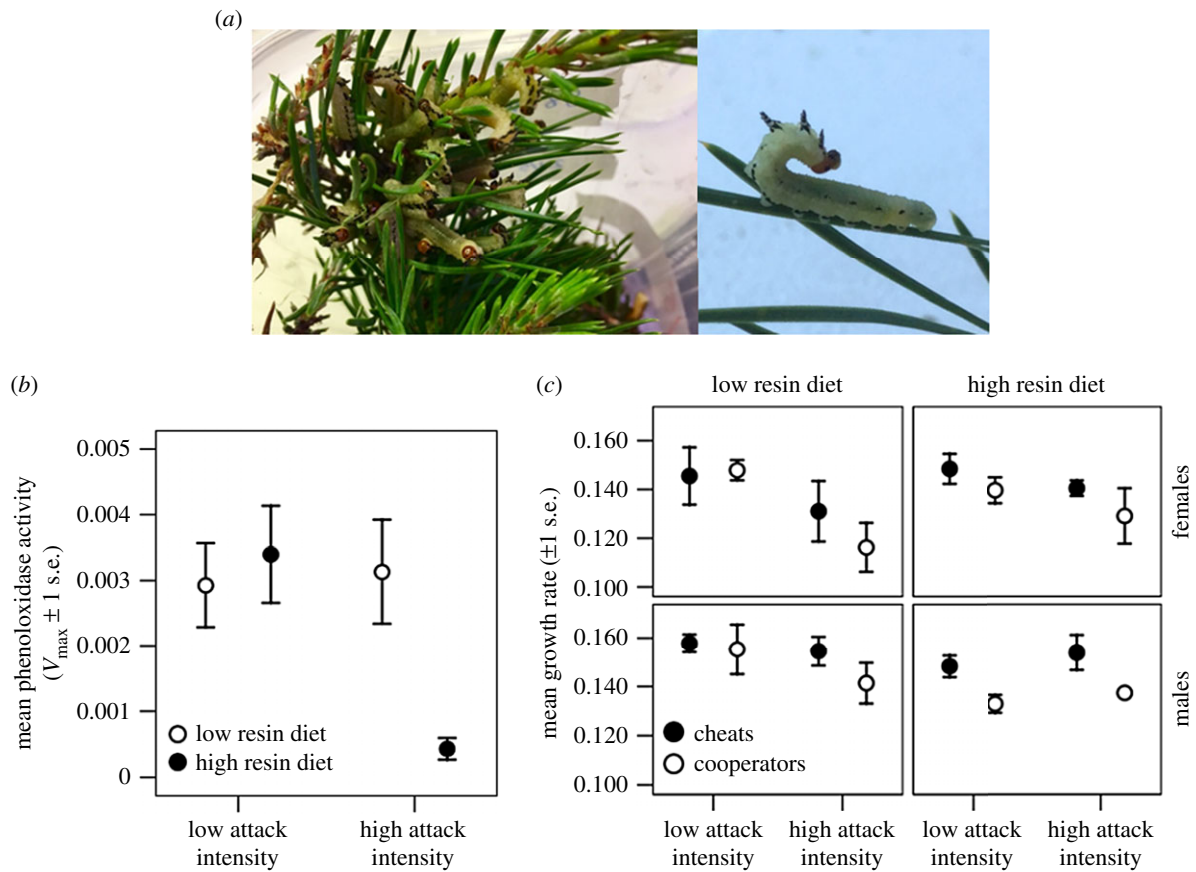 (a)
(b)
mean phenoloxidase activity
(Vmax ± 1 s.e.)
0.005
0.004
0.003
0.002
0.001
0
low resin diet
high resin diet
low attack
intensity
high attack
intensity
(c)
low resin diet
high resin diet
mean growth rate (±1 s.e.)
0.160
0.140
0.120
0.100
females
0.160
0.140
0.120
0.100
males
cheats
cooperators
low attack
intensity
high attack
intensity
low attack
intensity
high attack
intensity